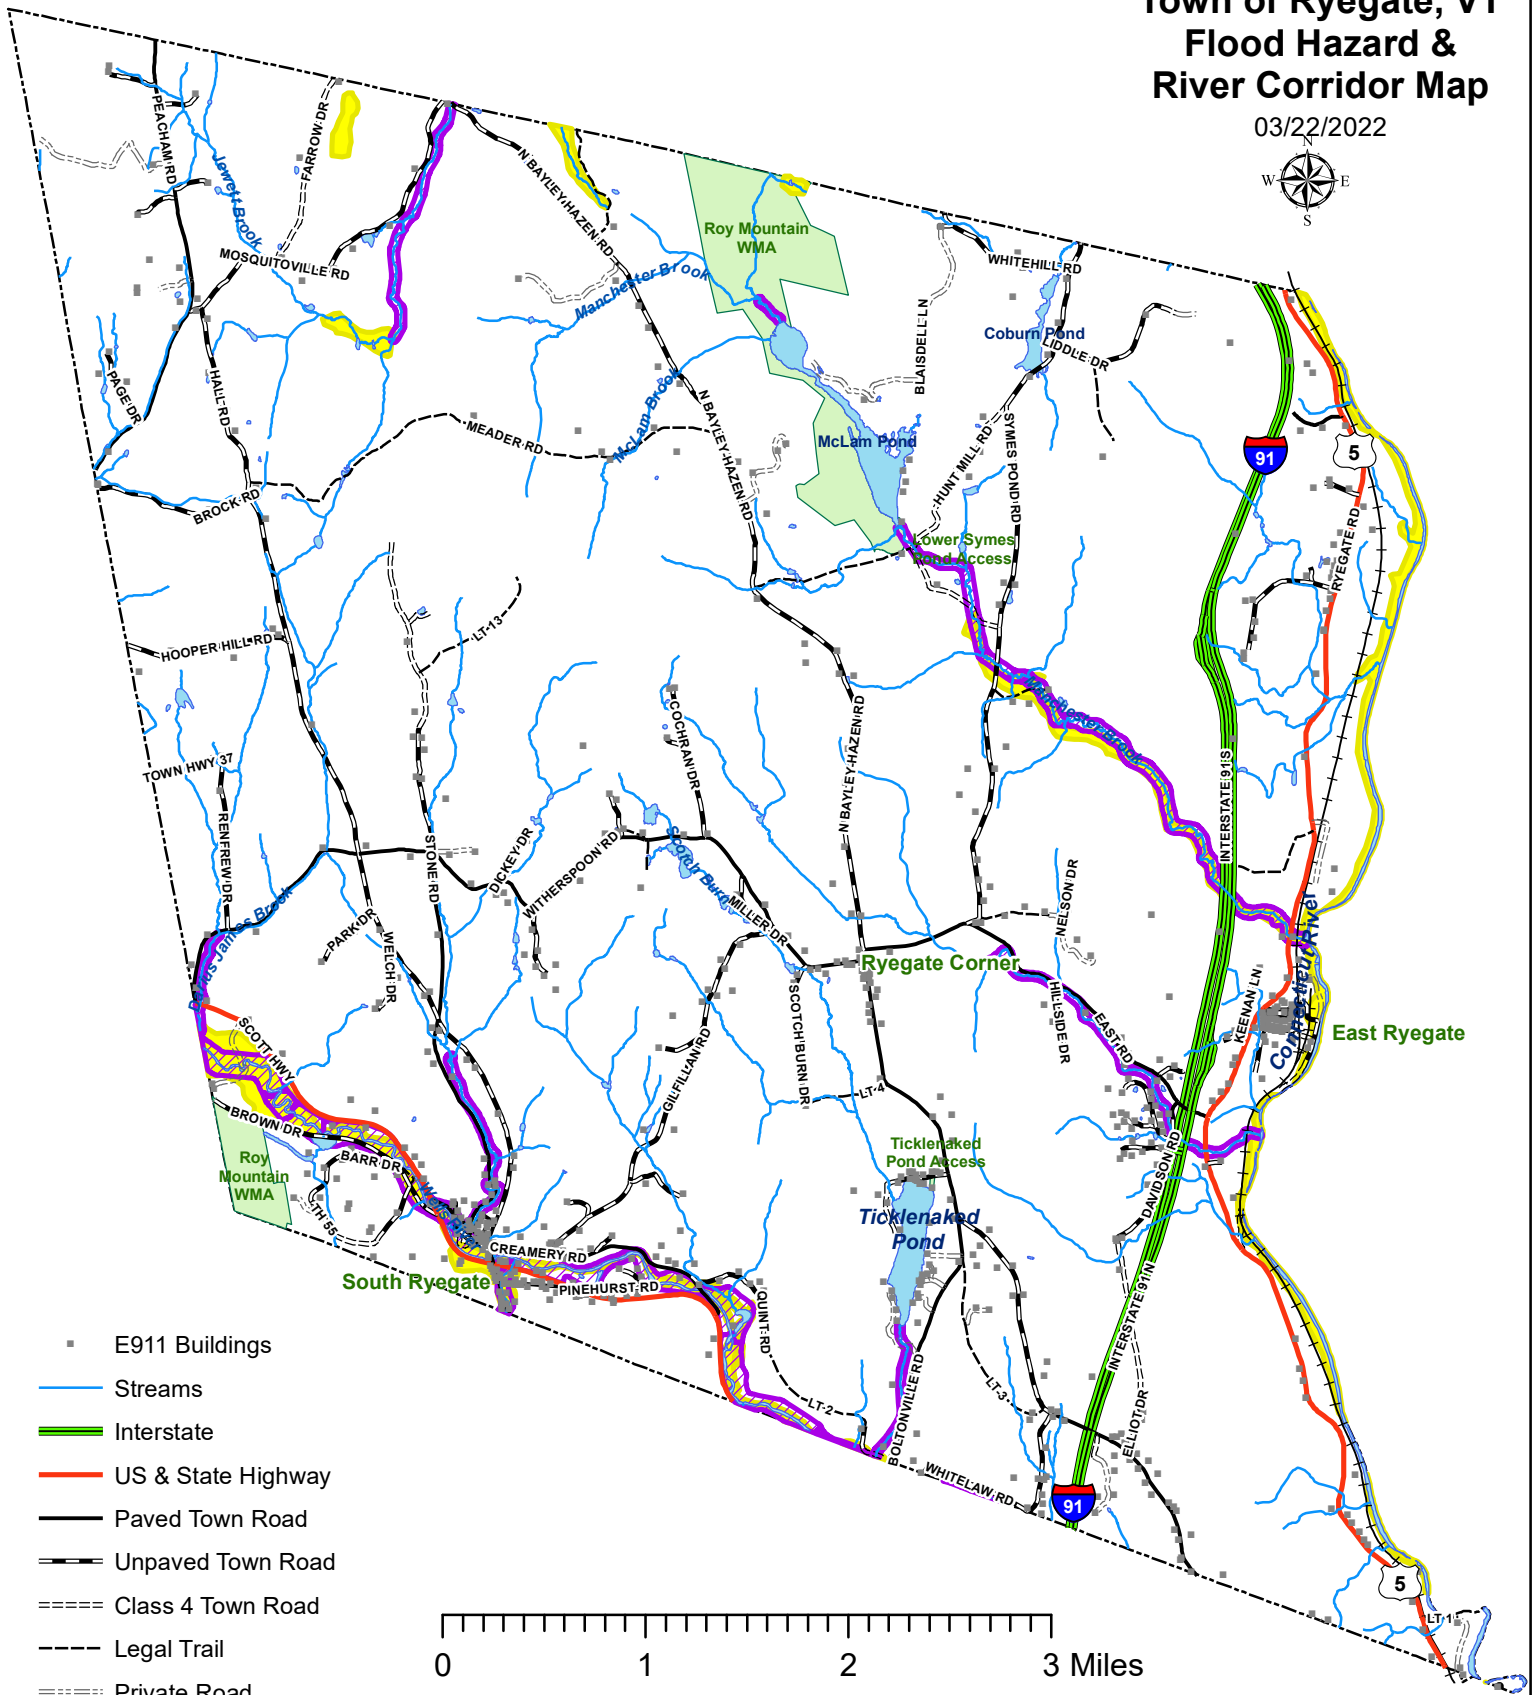 Town of Ryegate, VT
Flood Hazard &
River Corridor Map
03/22/2022
N
W E
S
PEACHAM RD
FARROW DR
Jewett Brook
MOSQUITOVILLE RD
N BAYLEY-HAZEN RD
Manchester Brook
Roy Mountain
WMA
WHITEHILL RD
Coburn Pond
LIDDLE DR
BLAISDELL LN
PAGE DR
HALL RD
MEADER RD
McLam Brook
N BAYLEY-HAZEN RD
McLam Pond
HUNT MILL RD
SYMES POND RD
91
5
BROCK RD
Lower Symes
Pond Access
RYEGATE RD
HOOPER HILL RD
LT-13
Manchester Brook
TOWN HWY 37
RENFREW DR
COCHRAN DR
N BAYLEY-HAZEN RD
INTERSTATE 91 S
STONE RD
DICKEY DR
WITHERSPOON RD
Scotch Burn
MILLER DR
NELSON DR
PARK DR
WELCH DR
Ryegate Corner
SCOTCH BURN DR
HILLSIDE DR
EAST RD
KEENAN LN
Connecticut River
East Ryegate
SCOTT HWY
GILFILLAN RD
LT-4
BROWN DR
BARR DR
Roy
Mountain
WMA
TH 55
Ticklenaked
Pond Access
Ticklenaked
Pond
DAVIDSON RD
CREAMERY RD
South Ryegate
PINEHURST RD
QUINT RD
INTERSTATE 91 N
LT-2
BOLTONVILLE RD
LT-3
ELLIOT DR
WHITELAW RD
91
5
LT 1
E911 Buildings
Streams
Interstate
US & State Highway
Paved Town Road
Unpaved Town Road
Class 4 Town Road
Legal Trail
Private Road
0 1 2 3 Miles